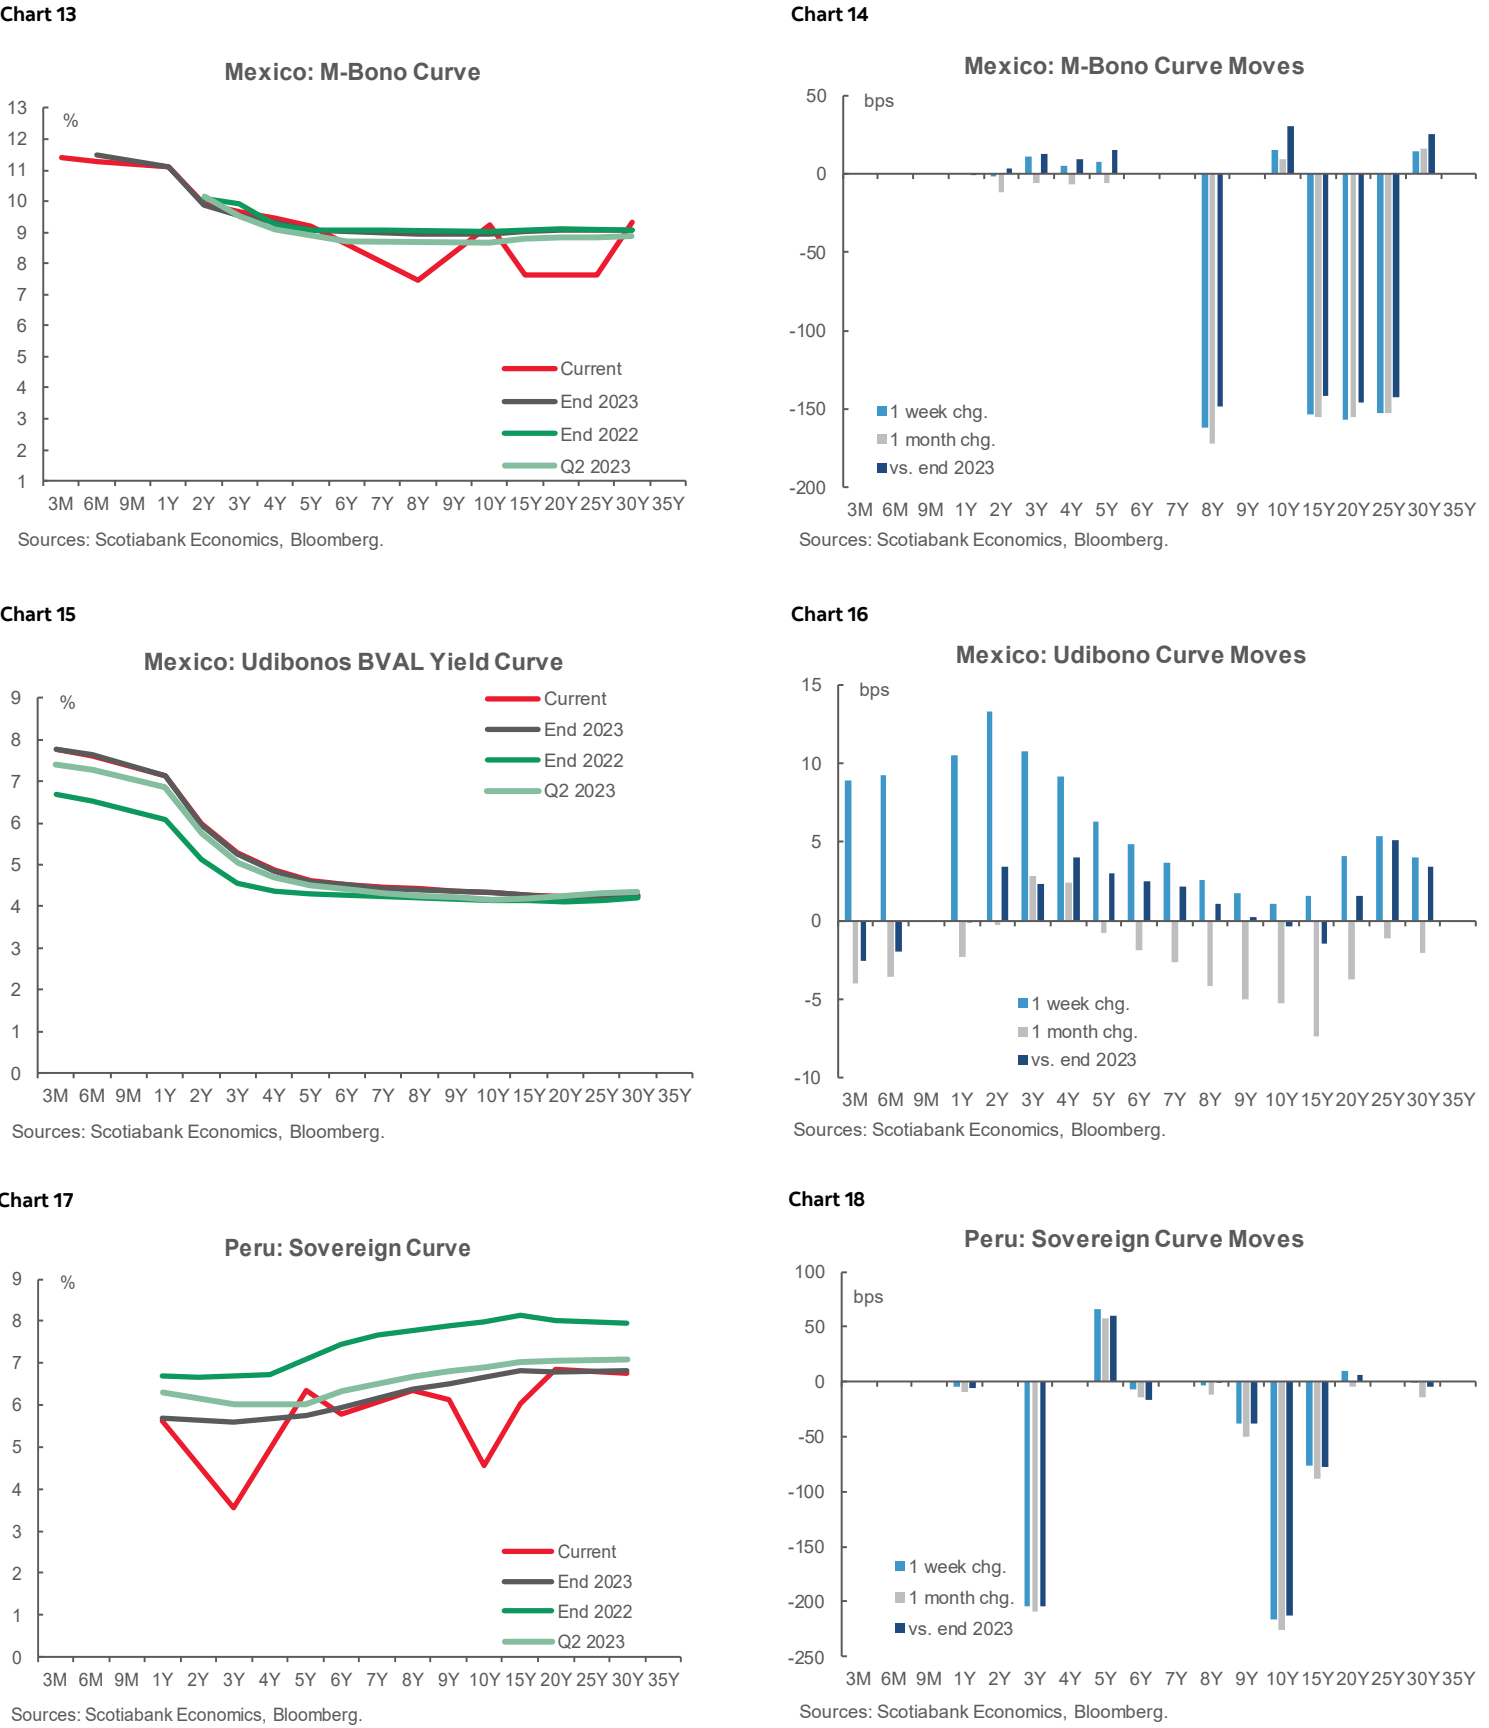 Chart 13
Mexico: M-Bono Curve
%
13
12
11
10
9
8
7
6
5
4
3
2
1
Current
End 2023
End 2022
Q2 2023
3M 6M 9M 1Y 2Y 3Y 4Y 5Y 6Y 7Y 8Y 9Y 10Y 15Y 20Y 25Y 30Y 35Y
Sources: Scotiabank Economics, Bloomberg.
Chart 14
Mexico: M-Bono Curve Moves
bps
50
0
-50
-100
-150
-200
1 week chg.
1 month chg.
vs. end 2023
3M 6M 9M 1Y 2Y 3Y 4Y 5Y 6Y 7Y 8Y 9Y 10Y 15Y 20Y 25Y 30Y 35Y
Sources: Scotiabank Economics, Bloomberg.
Chart 15
Mexico: Udibonos BVAL Yield Curve
%
9
8
7
6
5
4
3
2
1
0
Current
End 2023
End 2022
Q2 2023
3M 6M 9M 1Y 2Y 3Y 4Y 5Y 6Y 7Y 8Y 9Y 10Y 15Y 20Y 25Y 30Y 35Y
Sources: Scotiabank Economics, Bloomberg.
Chart 16
Mexico: Udibono Curve Moves
bps
15
10
5
0
-5
-10
1 week chg.
1 month chg.
vs. end 2023
3M 6M 9M 1Y 2Y 3Y 4Y 5Y 6Y 7Y 8Y 9Y 10Y 15Y 20Y 25Y 30Y 35Y
Sources: Scotiabank Economics, Bloomberg.
Chart 17
Peru: Sovereign Curve
%
9
8
7
6
5
4
3
2
1
0
Current
End 2023
End 2022
Q2 2023
3M 6M 9M 1Y 2Y 3Y 4Y 5Y 6Y 7Y 8Y 9Y 10Y 15Y 20Y 25Y 30Y 35Y
Sources: Scotiabank Economics, Bloomberg.
Chart 18
Peru: Sovereign Curve Moves
bps
100
50
0
-50
-100
-150
-200
-250
1 week chg.
1 month chg.
vs. end 2023
3M 6M 9M 1Y 2Y 3Y 4Y 5Y 6Y 7Y 8Y 9Y 10Y 15Y 20Y 25Y 30Y 35Y
Sources: Scotiabank Economics, Bloomberg.